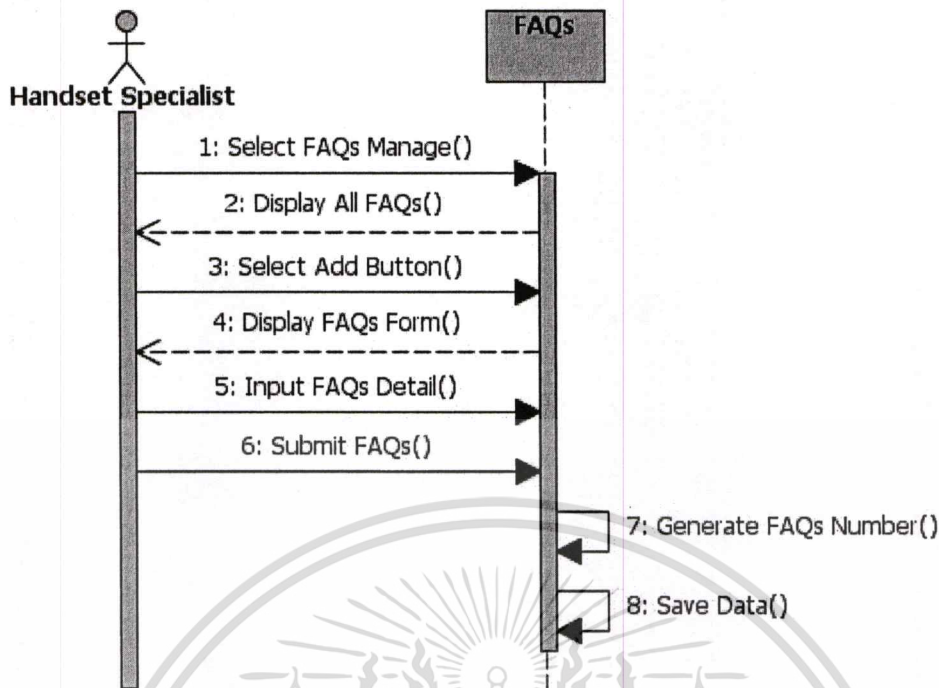 FAQs
Handset Specialist
1: Select FAQs Manage()
2: Display All FAQs()
3: Select Add Button()
4: Display FAQs Form()
5: Input FAQs Detail()
6: Submit FAQs()
7: Generate FAQs Number()
8: Save Data()